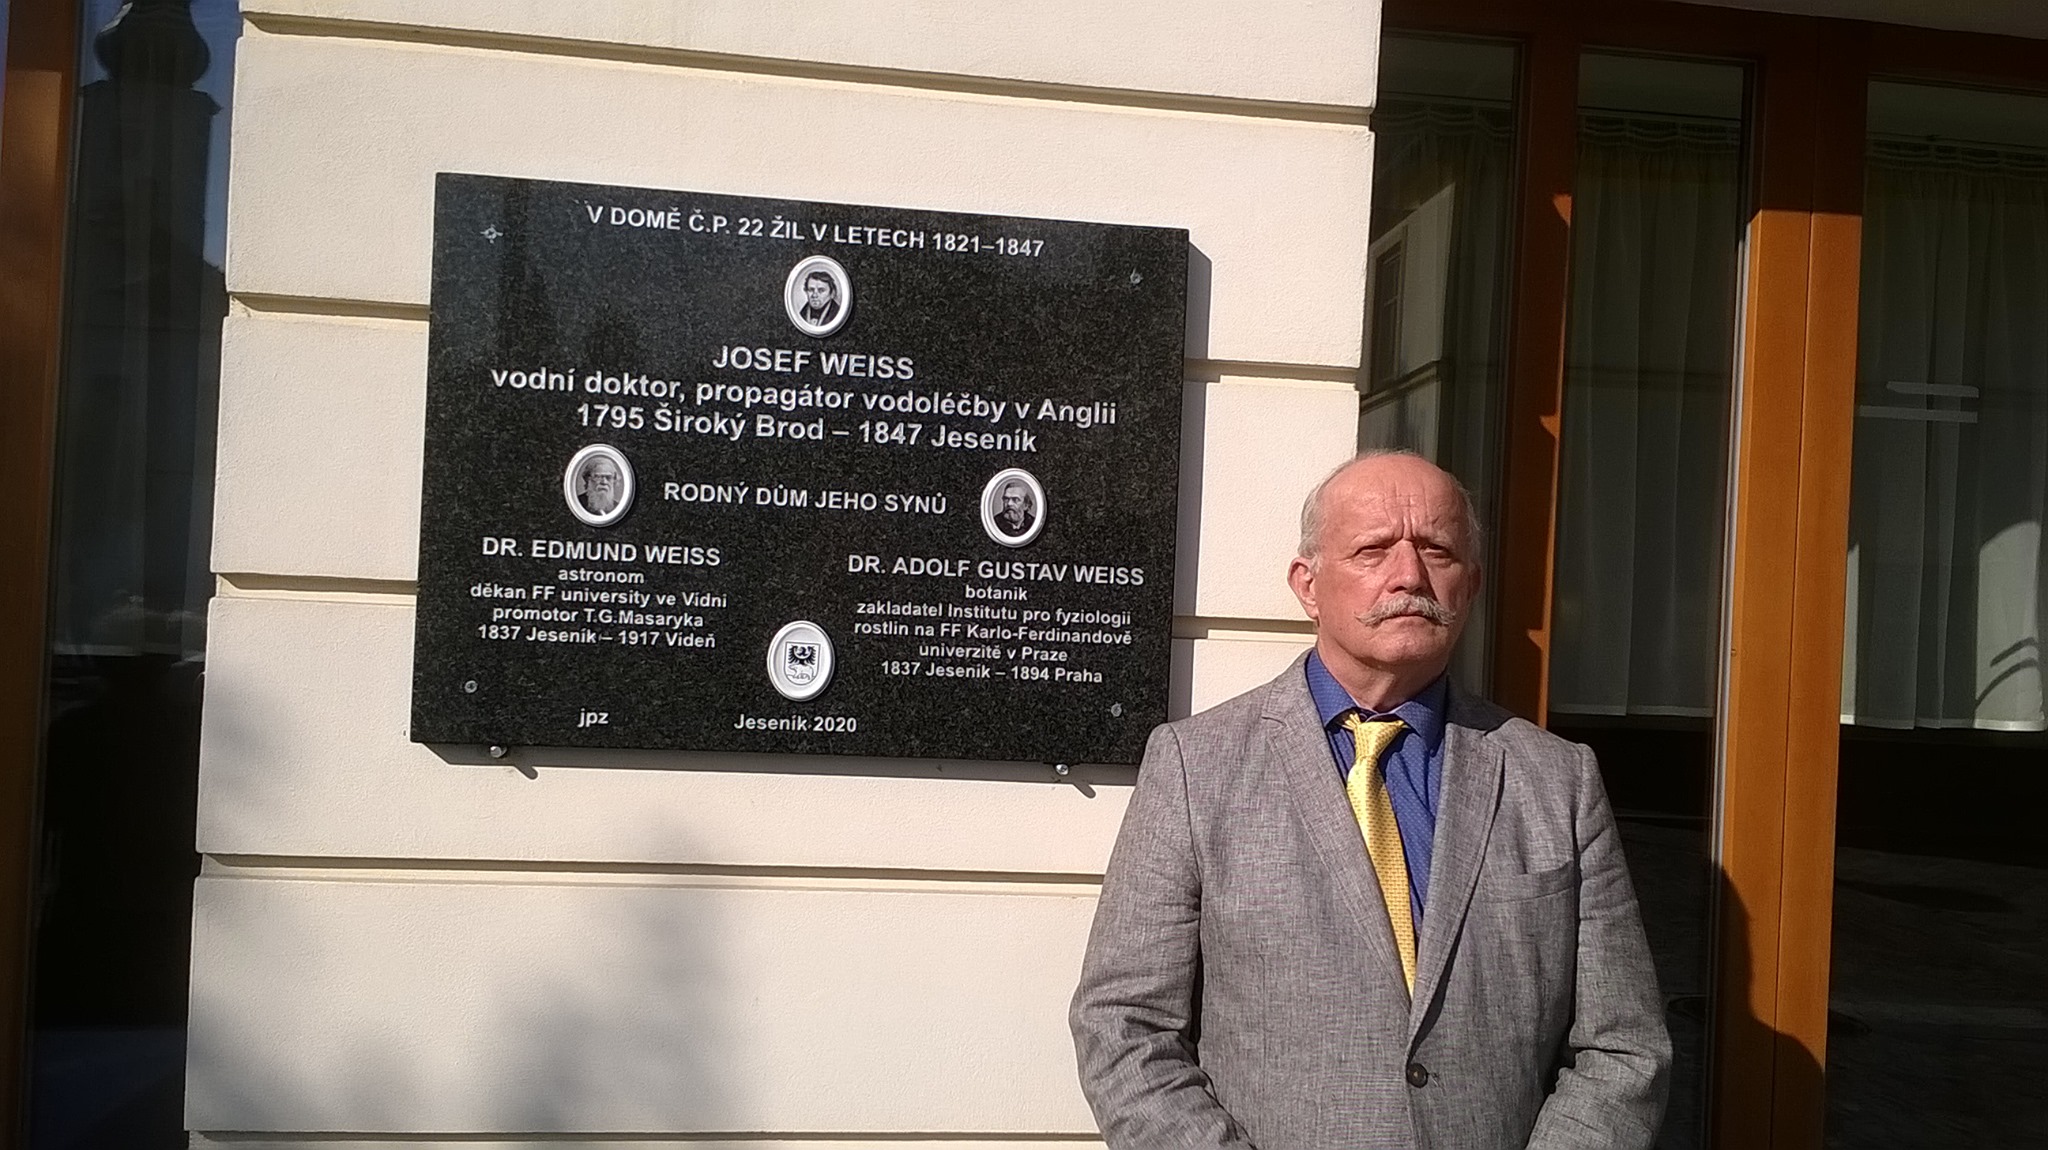 V DOMĚ Č.P. 22 ŽIL V LETECH 1821–1847
JOSEF WEISS
vodní doktor, propagátor vodoléčby v Anglii
1795 Široký Brod – 1847 Jeseník
RODNÝ DŮM JEHO SYNŮ
DR. EDMUND WEISS
astronom
děkan FF university ve Vídni
promotor T.G.Masaryka
1837 Jeseník – 1917 Vídeň
DR. ADOLF GUSTAV WEISS
botanik
zakladatel Institutu pro fyziologii
rostlin na FF Karlo-Ferdinandově
univerzitě v Praze
1837 Jeseník – 1894 Praha
jpz
Jeseník 2020